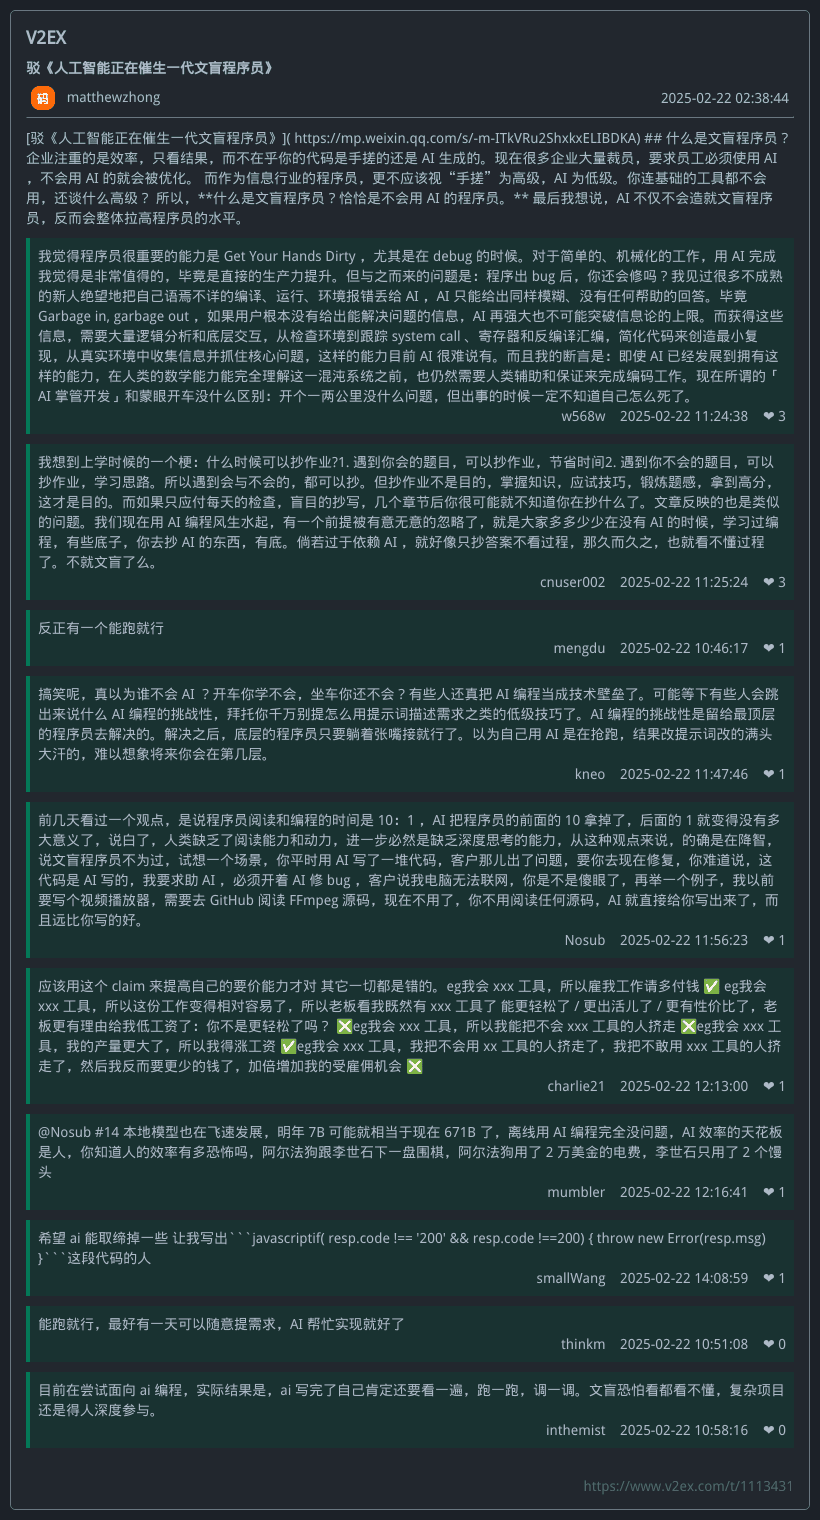 V2EX
驳《人工智能正在催生一代文盲程序员》
码 matthewzhong 2025-02-22 02:38:44
[驳《人工智能正在催生一代文盲程序员》]( https://mp.weixin.qq.com/s/-m-ITkVRu2ShxkxELIBDKA) ## 什么是文盲程序员？
企业注重的是效率，只看结果，而不在乎你的代码是手搓的还是 AI 生成的。现在很多企业大量裁员，要求员工必须使用 AI
，不会用 AI 的就会被优化。 而作为信息行业的程序员，更不应该视“手搓”为高级，AI 为低级。你连基础的工具都不会
用，还谈什么高级？ 所以，**什么是文盲程序员？恰恰是不会用 AI 的程序员。** 最后我想说，AI 不仅不会造就文盲程序
员，反而会整体拉高程序员的水平。
我觉得程序员很重要的能力是 Get Your Hands Dirty ，尤其是在 debug 的时候。对于简单的、机械化的工作，用 AI 完成
我觉得是非常值得的，毕竟是直接的生产力提升。但与之而来的问题是：程序出 bug 后，你还会修吗？我见过很多不成熟
的新人绝望地把自己语焉不详的编译、运行、环境报错丢给 AI ，AI 只能给出同样模糊、没有任何帮助的回答。毕竟
Garbage in, garbage out ，如果用户根本没有给出能解决问题的信息，AI 再强大也不可能突破信息论的上限。而获得这些
信息，需要大量逻辑分析和底层交互，从检查环境到跟踪 system call 、寄存器和反编译汇编，简化代码来创造最小复
现，从真实环境中收集信息并抓住核心问题，这样的能力目前 AI 很难说有。而且我的断言是：即使 AI 已经发展到拥有这
样的能力，在人类的数学能力能完全理解这一混沌系统之前，也仍然需要人类辅助和保证来完成编码工作。现在所谓的「
AI 掌管开发」和蒙眼开车没什么区别：开个一两公里没什么问题，但出事的时候一定不知道自己怎么死了。
w568w 2025-02-22 11:24:38 ❤ 3
我想到上学时候的一个梗：什么时候可以抄作业?1. 遇到你会的题目，可以抄作业，节省时间2. 遇到你不会的题目，可以
抄作业，学习思路。所以遇到会与不会的，都可以抄。但抄作业不是目的，掌握知识，应试技巧，锻炼题感，拿到高分，
这才是目的。而如果只应付每天的检查，盲目的抄写，几个章节后你很可能就不知道你在抄什么了。文章反映的也是类似
的问题。我们现在用 AI 编程风生水起，有一个前提被有意无意的忽略了，就是大家多多少少在没有 AI 的时候，学习过编
程，有些底子，你去抄 AI 的东西，有底。倘若过于依赖 AI ，就好像只抄答案不看过程，那久而久之，也就看不懂过程
了。不就文盲了么。
cnuser002 2025-02-22 11:25:24 ❤ 3
反正有一个能跑就行
mengdu 2025-02-22 10:46:17 ❤ 1
搞笑呢，真以为谁不会 AI ？开车你学不会，坐车你还不会？有些人还真把 AI 编程当成技术壁垒了。可能等下有些人会跳
出来说什么 AI 编程的挑战性，拜托你千万别提怎么用提示词描述需求之类的低级技巧了。AI 编程的挑战性是留给最顶层
的程序员去解决的。解决之后，底层的程序员只要躺着张嘴接就行了。以为自己用 AI 是在抢跑，结果改提示词改的满头
大汗的，难以想象将来你会在第几层。
kneo 2025-02-22 11:47:46 ❤ 1
前几天看过一个观点，是说程序员阅读和编程的时间是 10：1 ，AI 把程序员的前面的 10 拿掉了，后面的 1 就变得没有多
大意义了，说白了，人类缺乏了阅读能力和动力，进一步必然是缺乏深度思考的能力，从这种观点来说，的确是在降智，
说文盲程序员不为过，试想一个场景，你平时用 AI 写了一堆代码，客户那儿出了问题，要你去现在修复，你难道说，这
代码是 AI 写的，我要求助 AI ，必须开着 AI 修 bug ，客户说我电脑无法联网，你是不是傻眼了，再举一个例子，我以前
要写个视频播放器，需要去 GitHub 阅读 FFmpeg 源码，现在不用了，你不用阅读任何源码，AI 就直接给你写出来了，而
且远比你写的好。
Nosub 2025-02-22 11:56:23 ❤ 1
应该用这个 claim 来提高自己的要价能力才对 其它一切都是错的。eg我会 xxx 工具，所以雇我工作请多付钱 ✅ eg我会
xxx 工具，所以这份工作变得相对容易了，所以老板看我既然有 xxx 工具了 能更轻松了 / 更出活儿了 / 更有性价比了，老
板更有理由给我低工资了：你不是更轻松了吗？ ❎eg我会 xxx 工具，所以我能把不会 xxx 工具的人挤走 ❎eg我会 xxx 工
具，我的产量更大了，所以我得涨工资 ✅eg我会 xxx 工具，我把不会用 xx 工具的人挤走了，我把不敢用 xxx 工具的人挤
走了，然后我反而要更少的钱了，加倍增加我的受雇佣机会 ❎
charlie21 2025-02-22 12:13:00 ❤ 1
@Nosub #14 本地模型也在飞速发展，明年 7B 可能就相当于现在 671B 了，离线用 AI 编程完全没问题，AI 效率的天花板
是人，你知道人的效率有多恐怖吗，阿尔法狗跟李世石下一盘围棋，阿尔法狗用了 2 万美金的电费，李世石只用了 2 个馒
头
mumbler 2025-02-22 12:16:41 ❤ 1
希望 ai 能取缔掉一些 让我写出```javascriptif( resp.code !== '200' && resp.code !==200) { throw new Error(resp.msg)
}```这段代码的人
smallWang 2025-02-22 14:08:59 ❤ 1
能跑就行，最好有一天可以随意提需求，AI 帮忙实现就好了
thinkm 2025-02-22 10:51:08 ❤ 0
目前在尝试面向 ai 编程，实际结果是，ai 写完了自己肯定还要看一遍，跑一跑，调一调。文盲恐怕看都看不懂，复杂项目
还是得人深度参与。
inthemist 2025-02-22 10:58:16 ❤ 0
https://www.v2ex.com/t/1113431